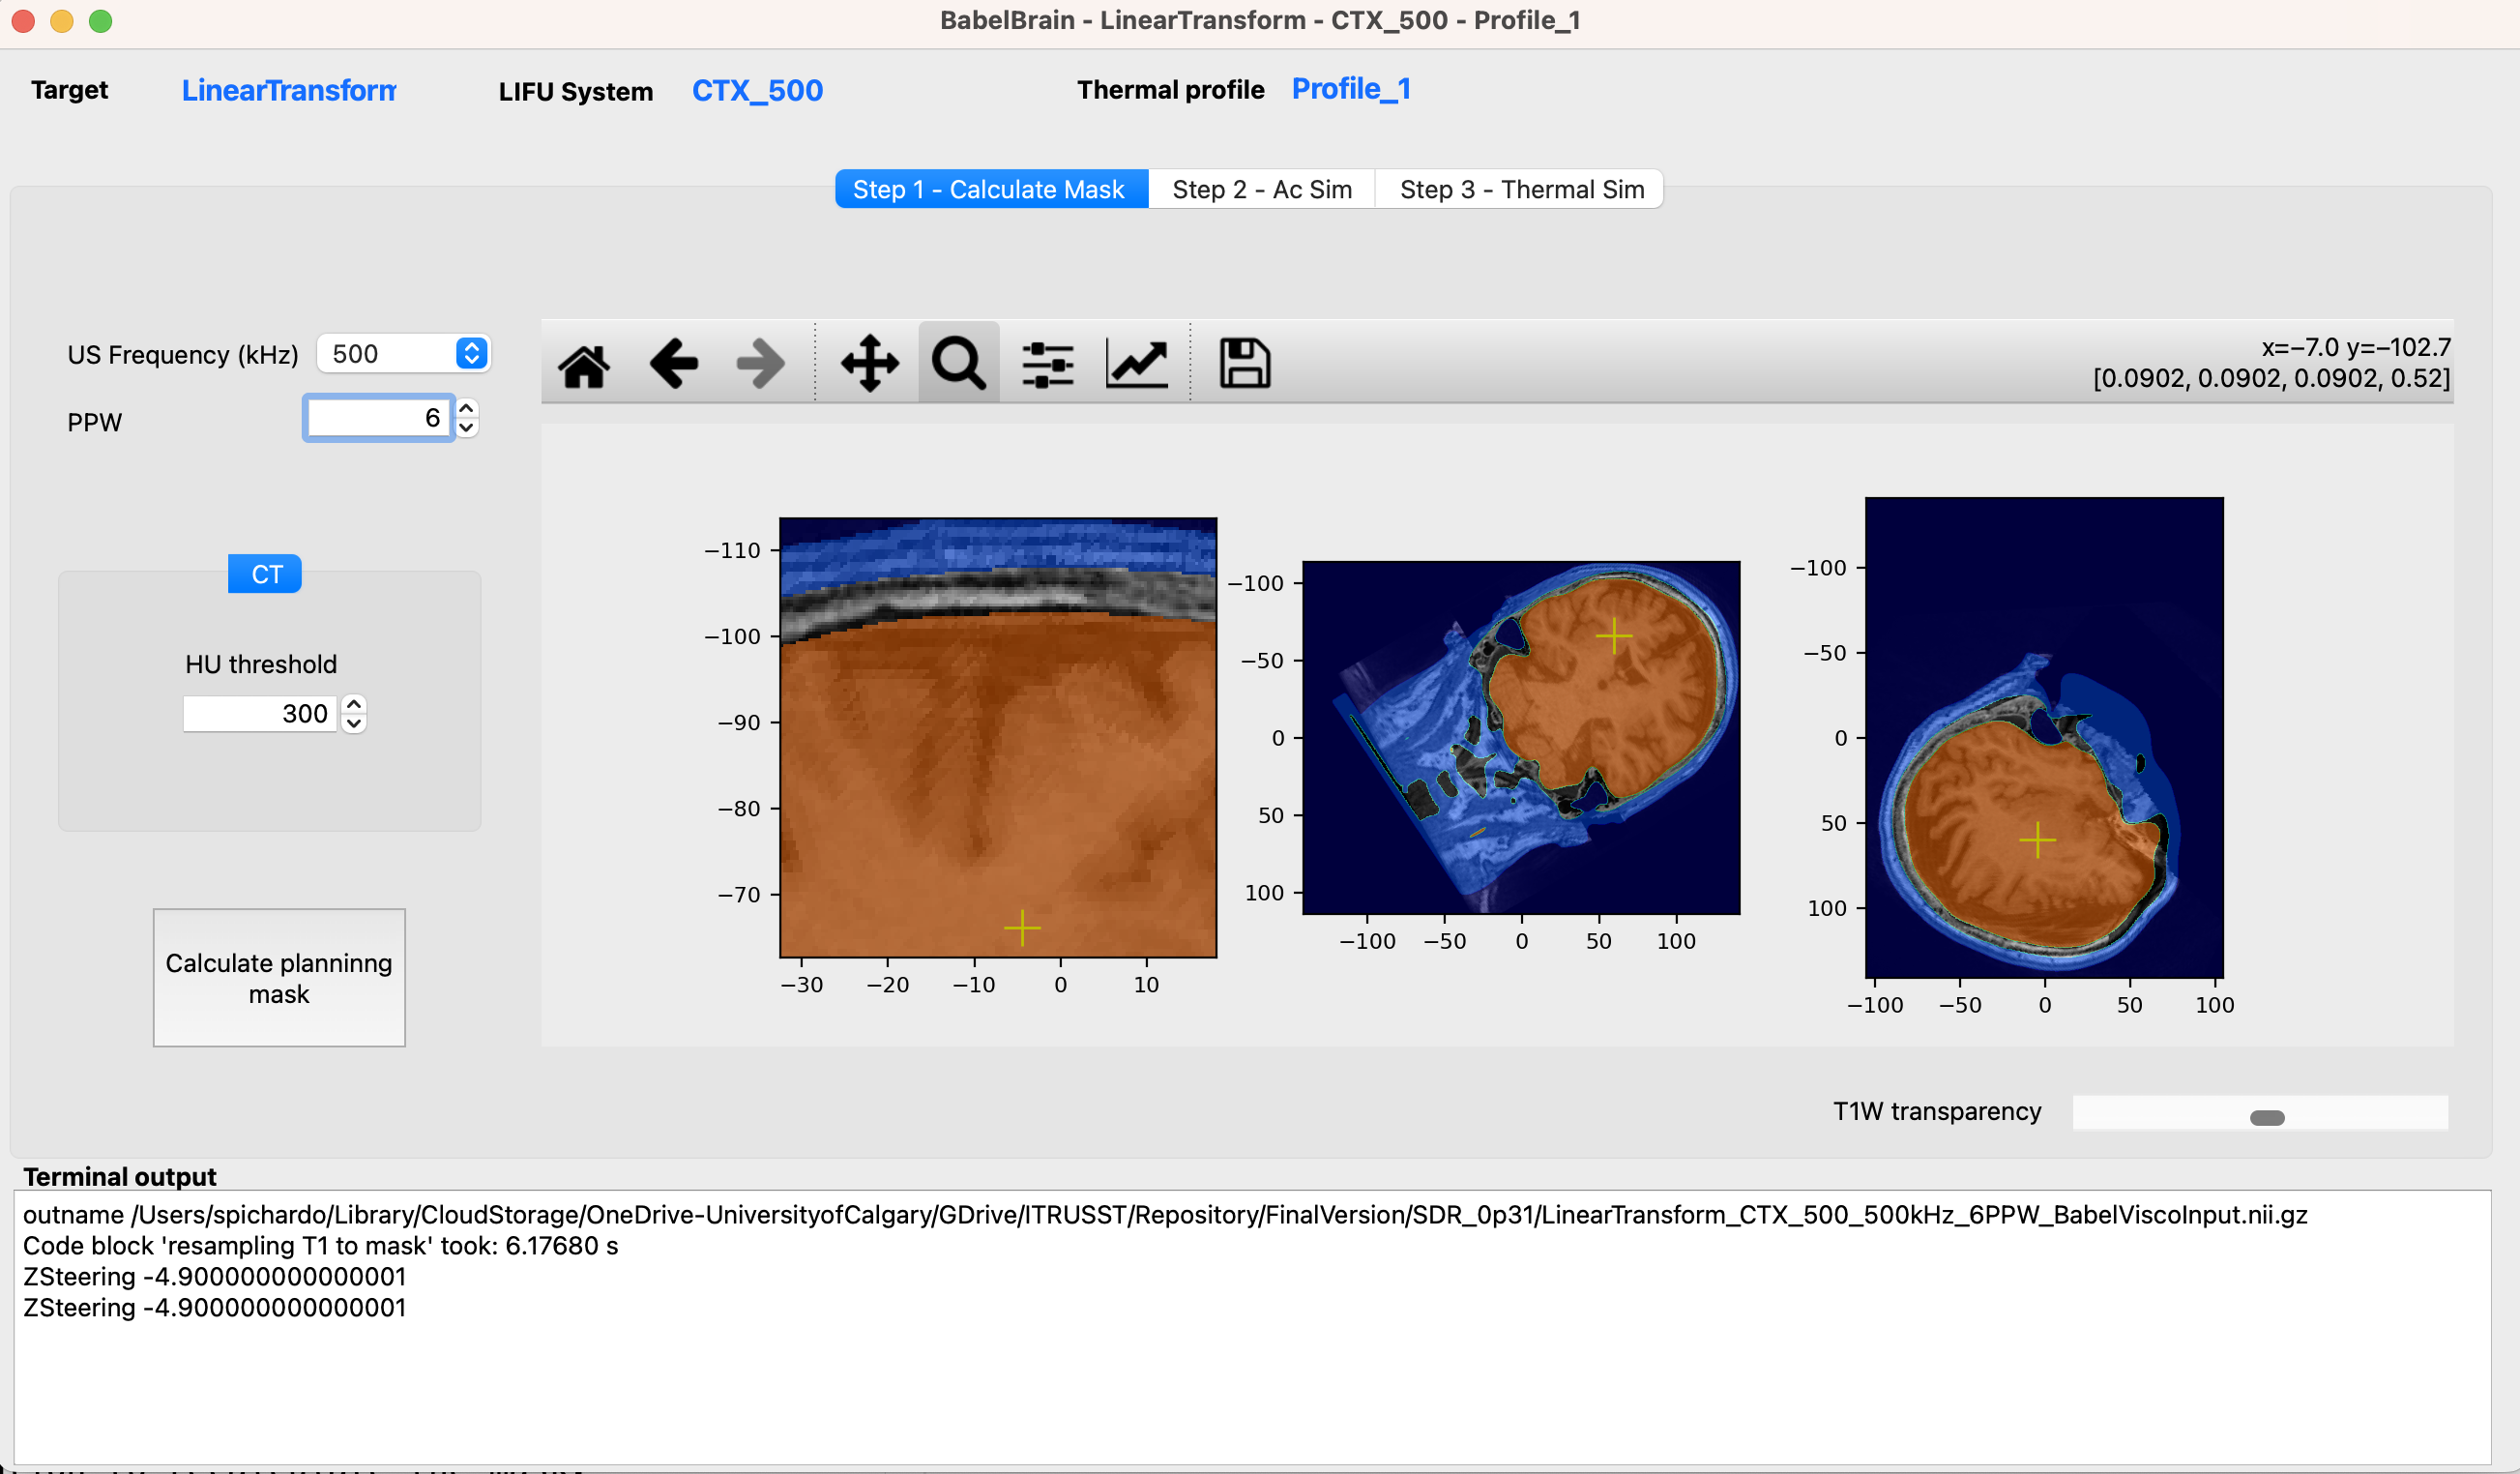 BabelBrain - LinearTransform - CTX_500 - Profile_1
Target LinearTransform LIFU System CTX_500 Thermal profile Profile_1
Step 1 - Calculate Mask Step 2 - Ac Sim Step 3 - Thermal Sim
US Frequency (kHz) 500
PPW 6
x=−7.0 y=−102.7
[0.0902, 0.0902, 0.0902, 0.52]
CT
HU threshold
300
Calculate planninng
mask
−110
−100
−90
−80
−70
−30 −20 −10 0 10
−100
−50
0
50
100
−100 −50 0 50 100
−100
−50
0
50
100
−100 −50 0 50 100
T1W transparency
Terminal output
outname /Users/spichardo/Library/CloudStorage/OneDrive-UniversityofCalgary/GDrive/ITRUSST/Repository/FinalVersion/SDR_0p31/LinearTransform_CTX_500_500kHz_6PPW_BabelViscoInput.nii.gz
Code block 'resampling T1 to mask' took: 6.17680 s
ZSteering -4.900000000000001
ZSteering -4.900000000000001